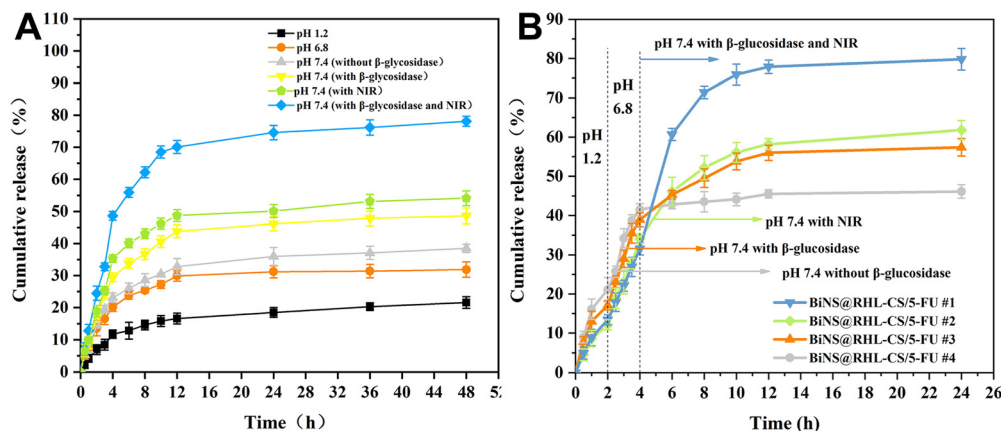 A
Cumulative release (%)
100
90
80
70
60
50
40
30
20
10
0
pH 1.2
pH 6.8
pH 7.4 (without β-glycosidase)
pH 7.4 (with β-glycosidase)
pH 7.4 (with NIR)
pH 7.4 (with β-glycosidase and NIR)
0 4 8 12 16 20 24 28 32 36 40 44 48 52
Time (h)
B
Cumulative release (%)
90
80
70
60
50
40
30
20
10
0
pH 7.4 with β-glucosidase and NIR
pH
6.8
pH
1.2
pH 7.4 with NIR
pH 7.4 with β-glucosidase
pH 7.4 without β-glucosidase
BiNS@RHL-CS/5-FU #1
BiNS@RHL-CS/5-FU #2
BiNS@RHL-CS/5-FU #3
BiNS@RHL-CS/5-FU #4
0 2 4 6 8 10 12 14 16 18 20 22 24 26
Time (h)